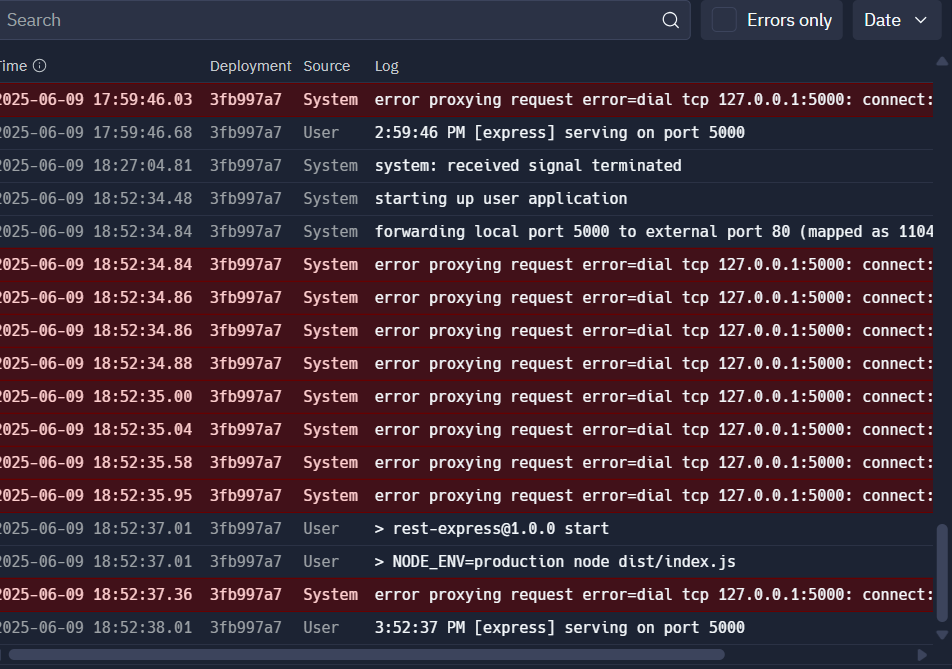 Search
Errors only
Date
Time Deployment Source Log
2025-06-09 17:59:46.03 3fb997a7 System error proxying request error=dial tcp 127.0.0.1:5000: connect:
2025-06-09 17:59:46.68 3fb997a7 User 2:59:46 PM [express] serving on port 5000
2025-06-09 18:27:04.81 3fb997a7 System system: received signal terminated
2025-06-09 18:52:34.48 3fb997a7 System starting up user application
2025-06-09 18:52:34.84 3fb997a7 System forwarding local port 5000 to external port 80 (mapped as 1104
2025-06-09 18:52:34.84 3fb997a7 System error proxying request error=dial tcp 127.0.0.1:5000: connect:
2025-06-09 18:52:34.86 3fb997a7 System error proxying request error=dial tcp 127.0.0.1:5000: connect:
2025-06-09 18:52:34.86 3fb997a7 System error proxying request error=dial tcp 127.0.0.1:5000: connect:
2025-06-09 18:52:34.88 3fb997a7 System error proxying request error=dial tcp 127.0.0.1:5000: connect:
2025-06-09 18:52:35.00 3fb997a7 System error proxying request error=dial tcp 127.0.0.1:5000: connect:
2025-06-09 18:52:35.04 3fb997a7 System error proxying request error=dial tcp 127.0.0.1:5000: connect:
2025-06-09 18:52:35.58 3fb997a7 System error proxying request error=dial tcp 127.0.0.1:5000: connect:
2025-06-09 18:52:35.95 3fb997a7 System error proxying request error=dial tcp 127.0.0.1:5000: connect:
2025-06-09 18:52:37.01 3fb997a7 User > rest-express@1.0.0 start
2025-06-09 18:52:37.01 3fb997a7 User > NODE_ENV=production node dist/index.js
2025-06-09 18:52:37.36 3fb997a7 System error proxying request error=dial tcp 127.0.0.1:5000: connect:
2025-06-09 18:52:38.01 3fb997a7 User 3:52:37 PM [express] serving on port 5000